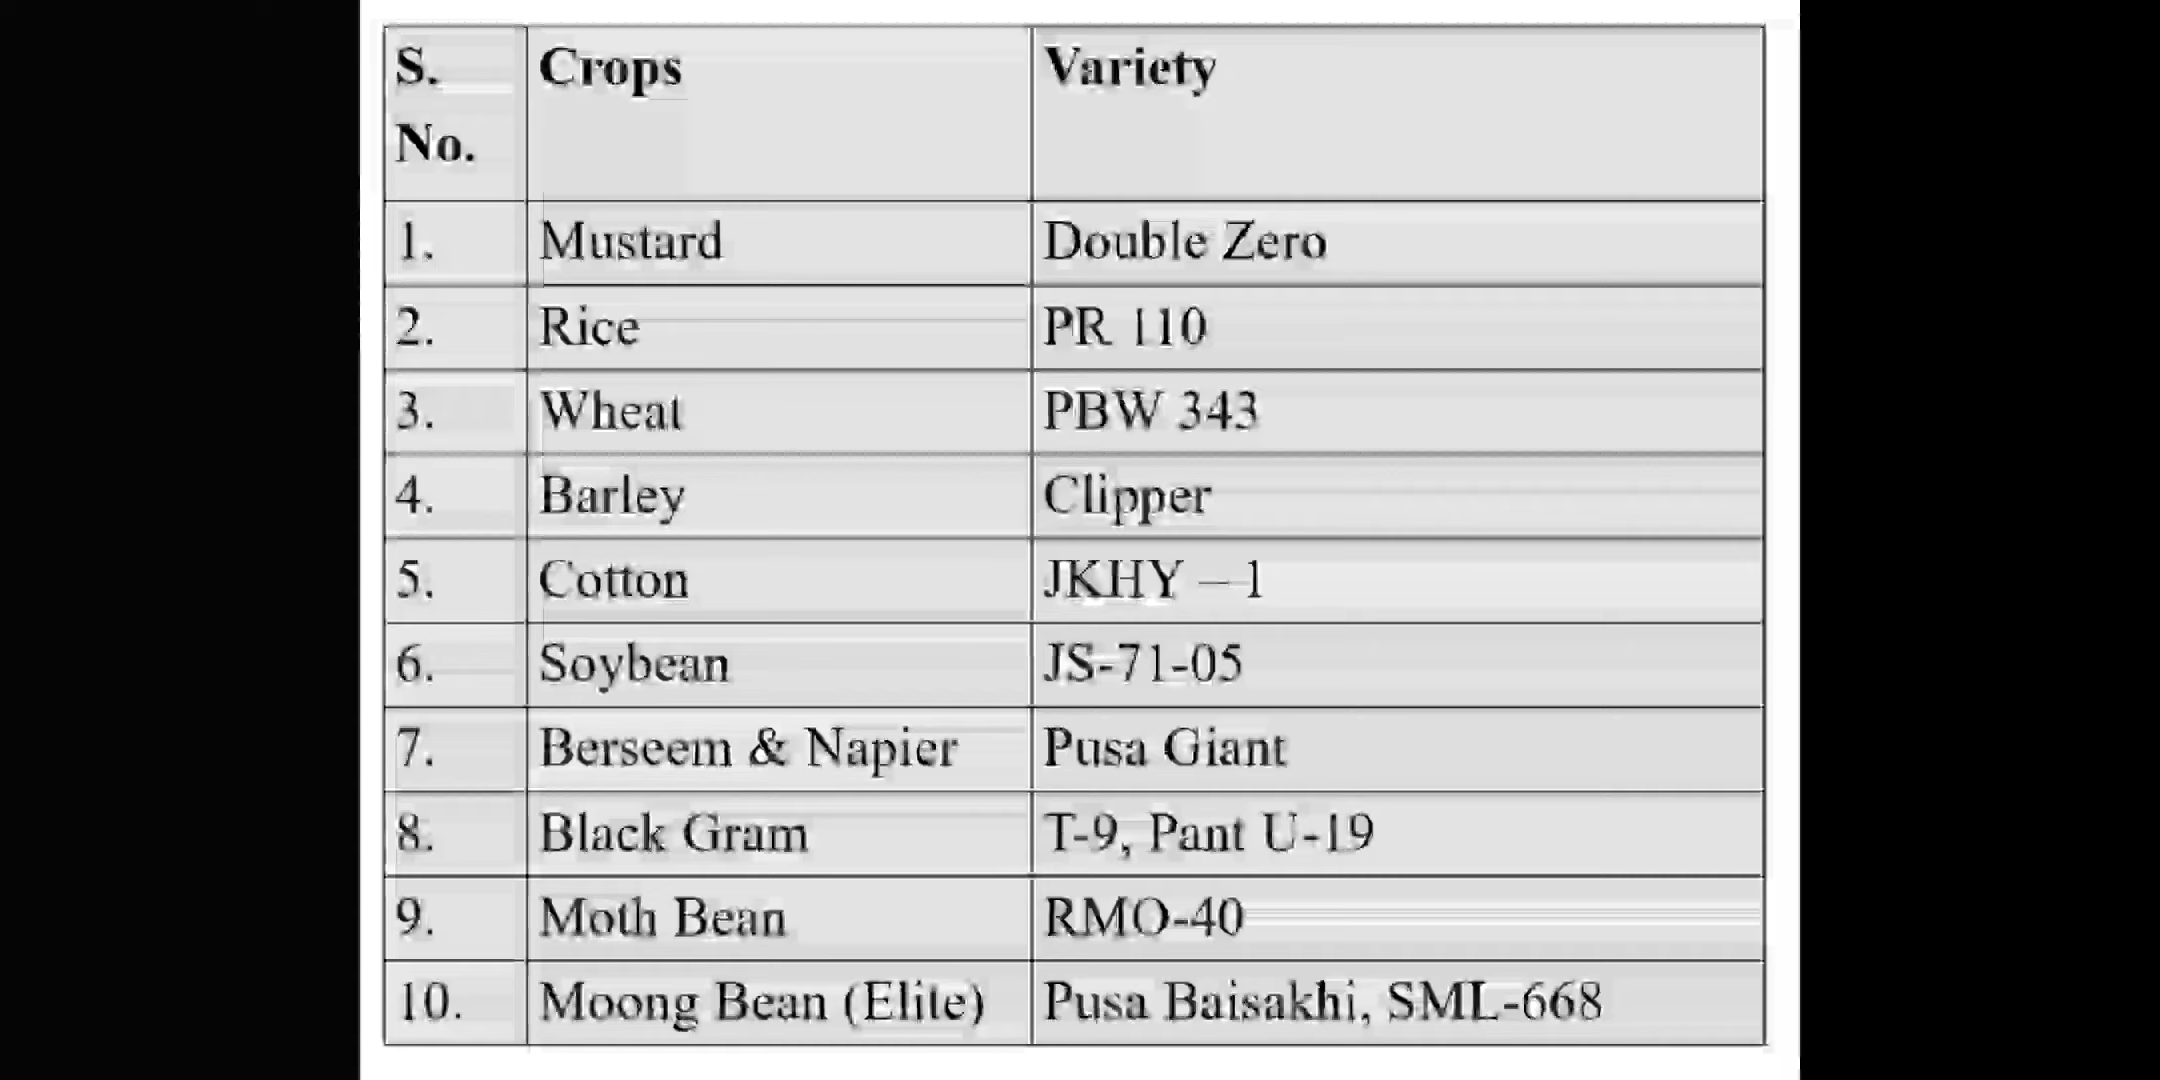 S. No. Crops Variety
1. Mustard Double Zero
2. Rice PR 110
3. Wheat PBW 343
4. Barley Clipper
5. Cotton JKHY – 1
6. Soybean JS-71-05
7. Berseem & Napier Pusa Giant
8. Black Gram T-9, Pant U-19
9. Moth Bean RMO-40
10. Moong Bean (Elite) Pusa Baisakhi, SML-668